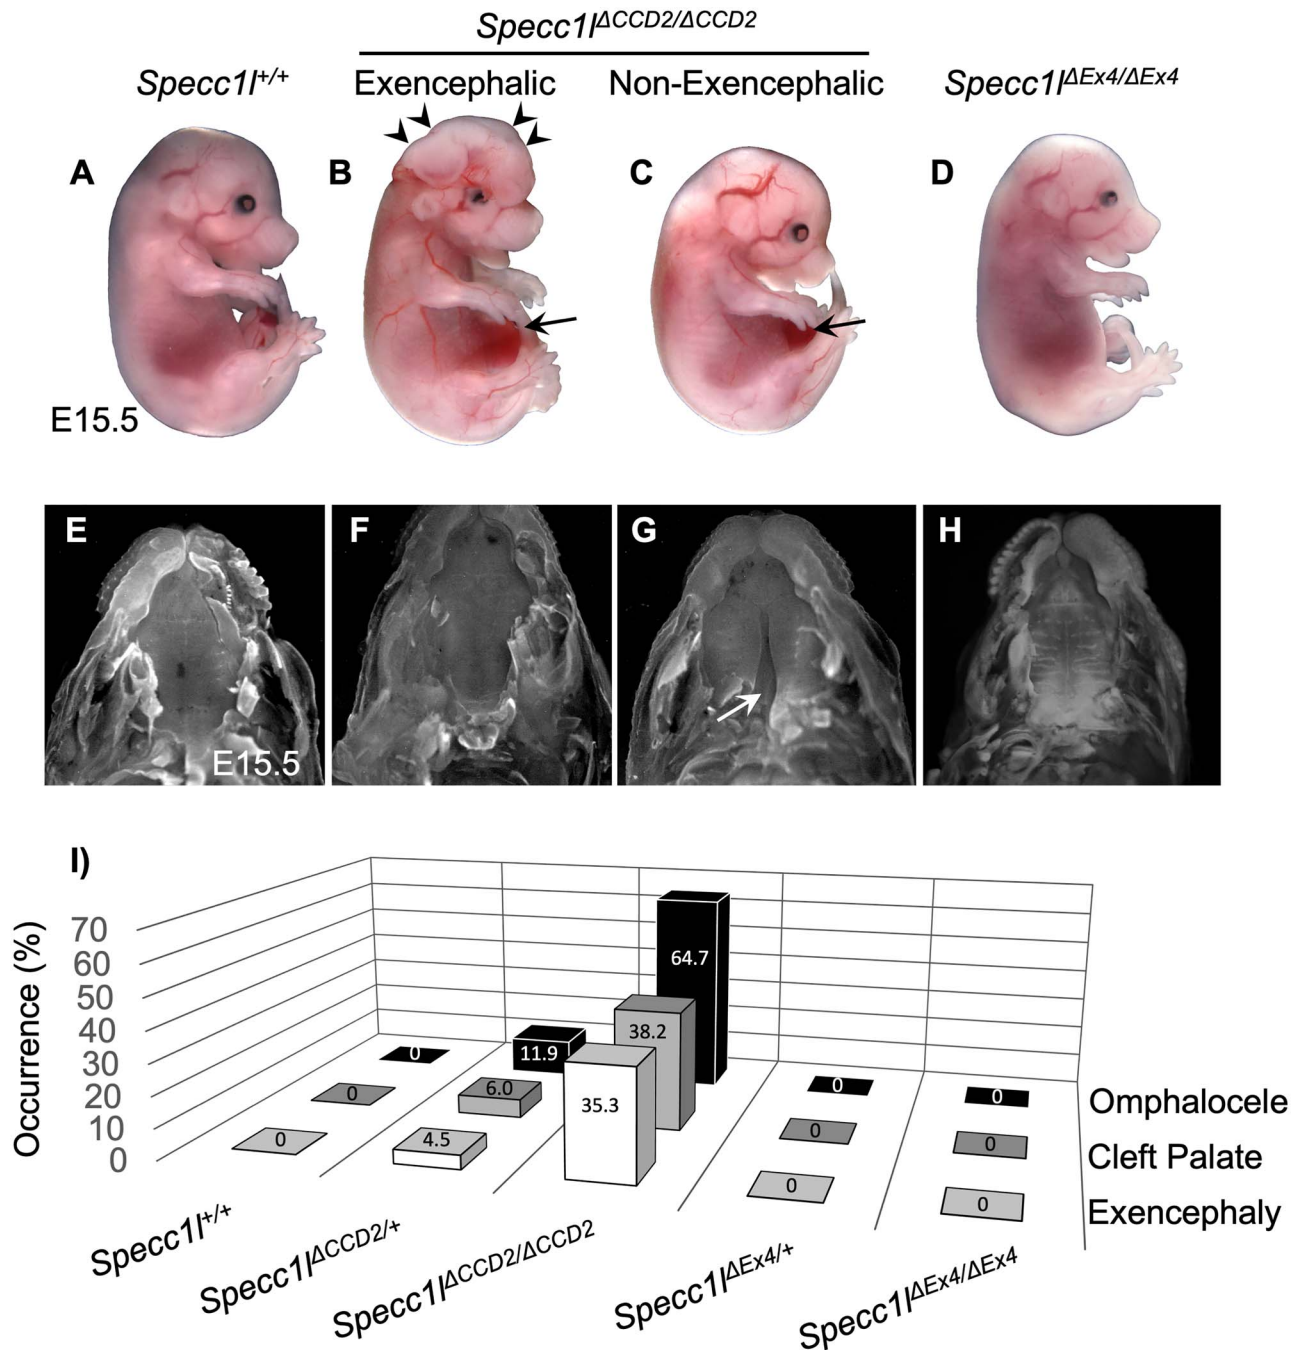 Specc1l^ΔCCD2/ΔCCD2
Specc1l^+/+ Exencephalic Non-Exencephalic Specc1l^ΔEx4/ΔEx4
A B C D
E15.5
E F G H
E15.5
I)
Occurrence (%)
70
60
50
40
30
20
10
0
0 11.9 64.7 0 0
0 6.0 38.2 0 0
0 4.5 35.3 0 0
Omphalocele
Cleft Palate
Exencephaly
Specc1l^+/+
Specc1l^ΔCCD2/+
Specc1l^ΔCCD2/ΔCCD2
Specc1l^ΔEx4/+
Specc1l^ΔEx4/ΔEx4